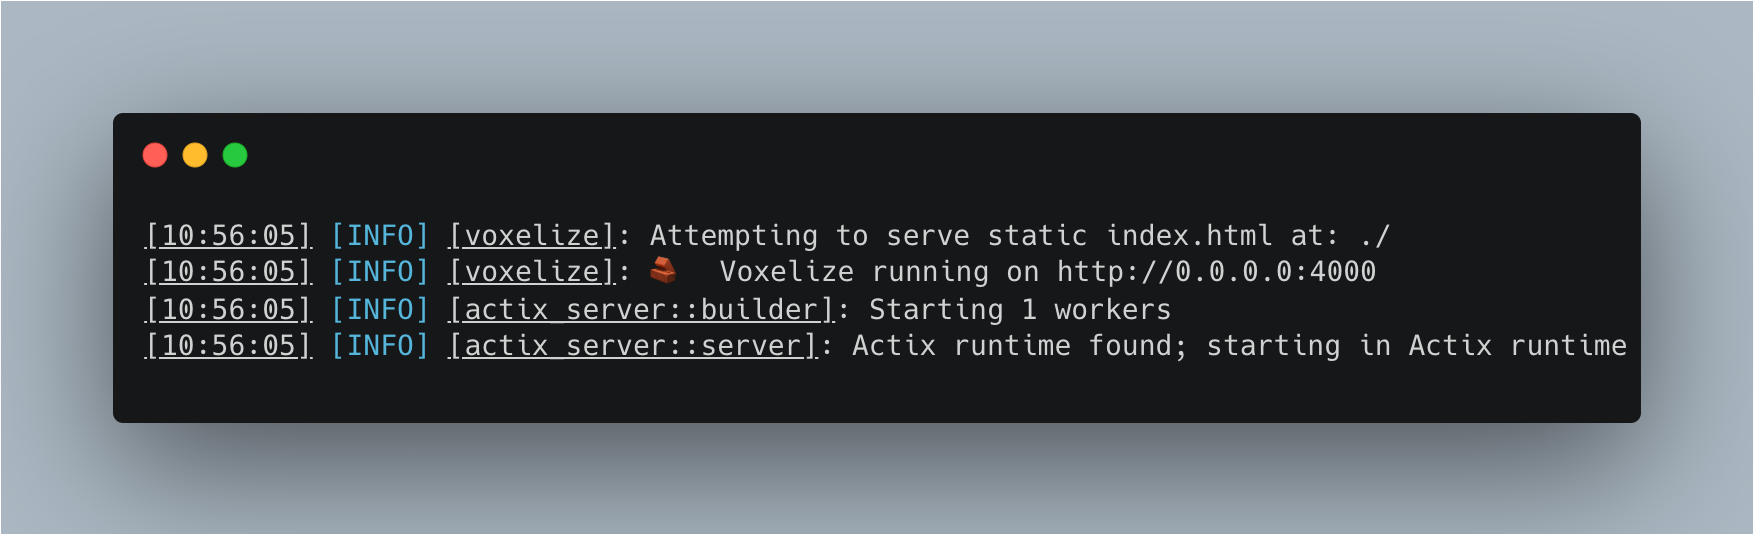 [10:56:05] [INFO] [voxelize]: Attempting to serve static index.html at: ./
[10:56:05] [INFO] [voxelize]: 🧱  Voxelize running on http://0.0.0.0:4000
[10:56:05] [INFO] [actix_server::builder]: Starting 1 workers
[10:56:05] [INFO] [actix_server::server]: Actix runtime found; starting in Actix runtime